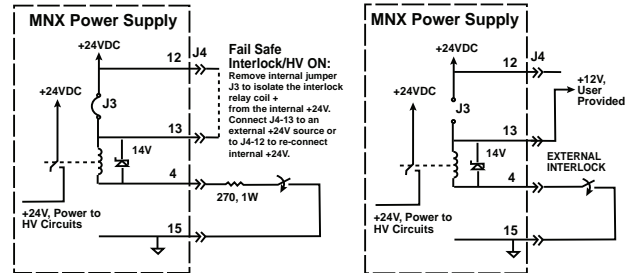 MNX Power Supply
+24VDC
12
J4
+24VDC
J3
13
14V
4
270, 1W
+24V, Power to
HV Circuits
15
Fail Safe
Interlock/HV ON:
Remove internal jumper
J3 to isolate the interlock
relay coil +
from the internal +24V.
Connect J4-13 to an
external +24V source or
to J4-12 to re-connect
internal +24V.
MNX Power Supply
+24VDC
12
J4
+12V,
User
Provided
+24VDC
J3
13
14V
EXTERNAL
INTERLOCK
4
+24V, Power to
HV Circuits
15